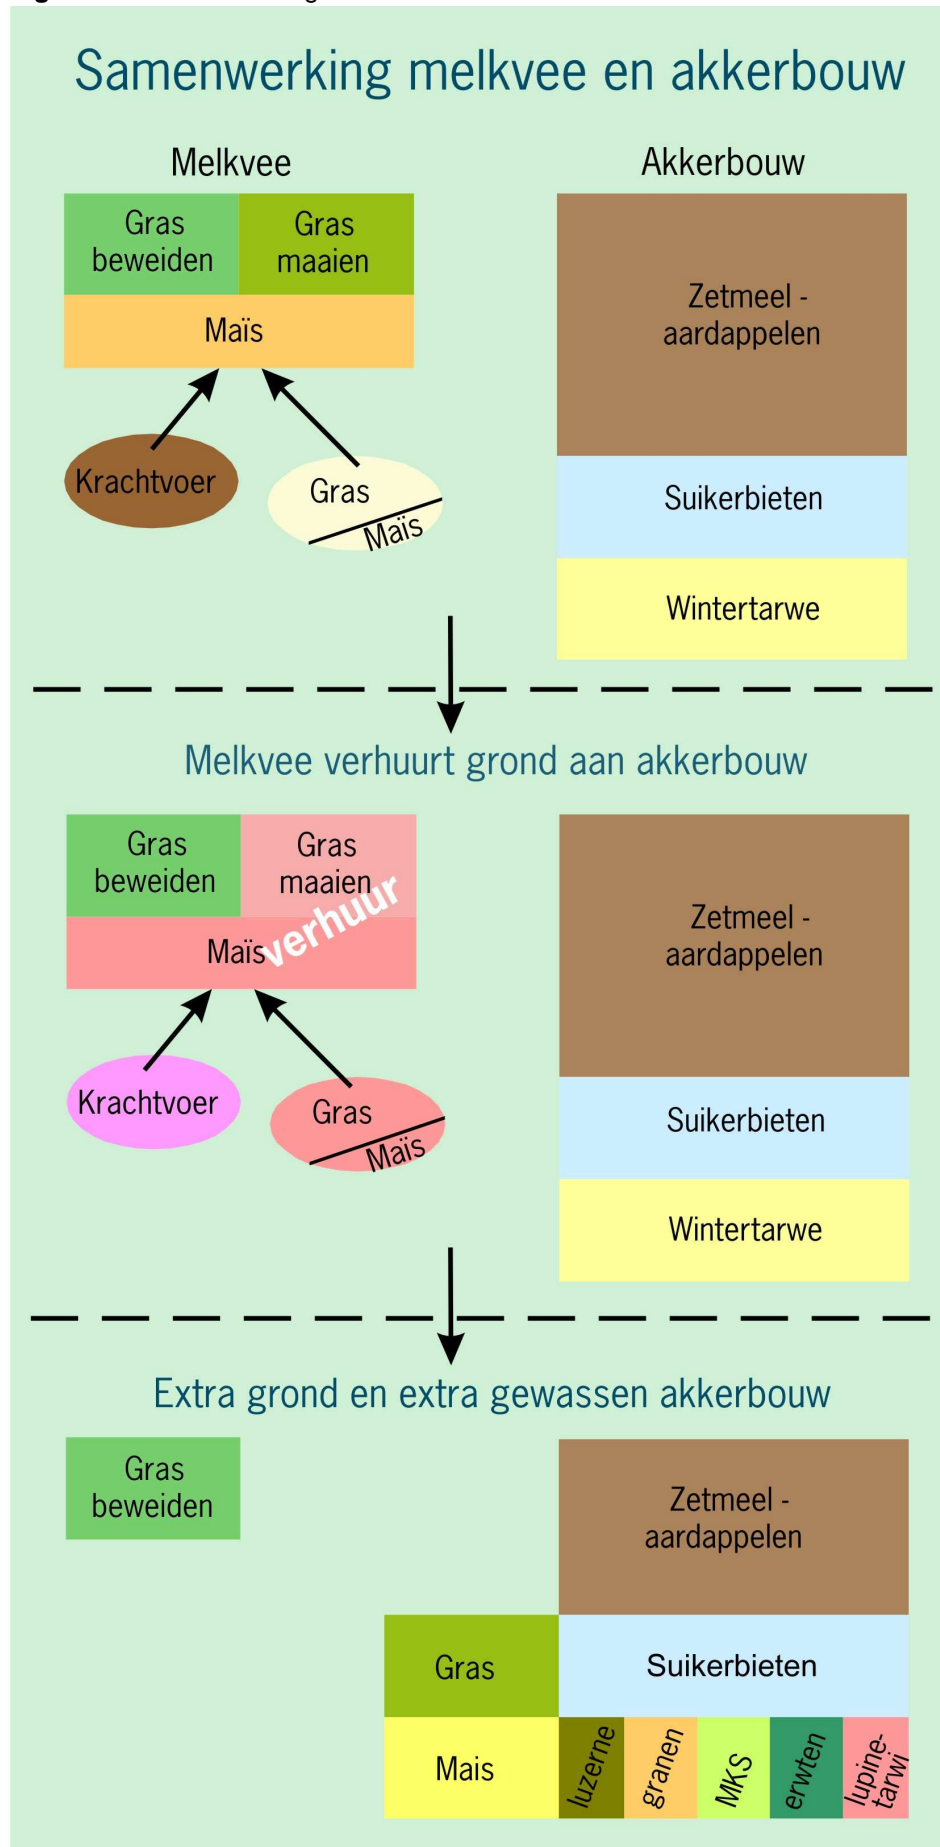 Samenwerking melkvee en akkerbouw
Melkvee
Akkerbouw
Gras
beweiden
Gras
maaien
Maïs
Krachtvoer
Gras
Maïs
Zetmeel -
aardappelen
Suikerbieten
Wintertarwe
Melkvee verhuurt grond aan akkerbouw
Gras
beweiden
Gras
maaien
verhuur
Maïs
Krachtvoer
Gras
Maïs
Zetmeel -
aardappelen
Suikerbieten
Wintertarwe
Extra grond en extra gewassen akkerbouw
Gras
beweiden
Zetmeel -
aardappelen
Gras
Suikerbieten
Mais
luzerne
granen
MKS
erwten
lupine-
tarwi